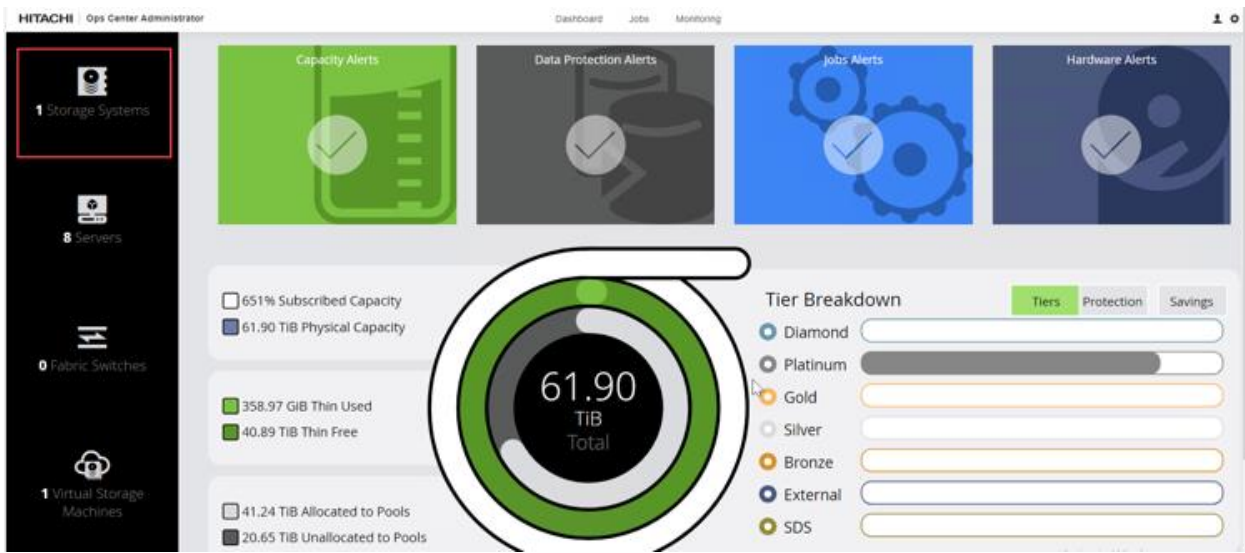 HITACHI Ops Center Administrator
Dashboard Jobs Monitoring
1 Storage Systems
8 Servers
0 Fabric Switches
1 Virtual Storage
Machines
Capacity Alerts
Data Protection Alerts
Jobs Alerts
Hardware Alerts
651% Subscribed Capacity
61.90 TiB Physical Capacity
358.97 GiB Thin Used
40.89 TiB Thin Free
41.24 TiB Allocated to Pools
20.65 TiB Unallocated to Pools
61.90
TiB
Total
Tier Breakdown
Tiers Protection Savings
Diamond
Platinum
Gold
Silver
Bronze
External
SDS